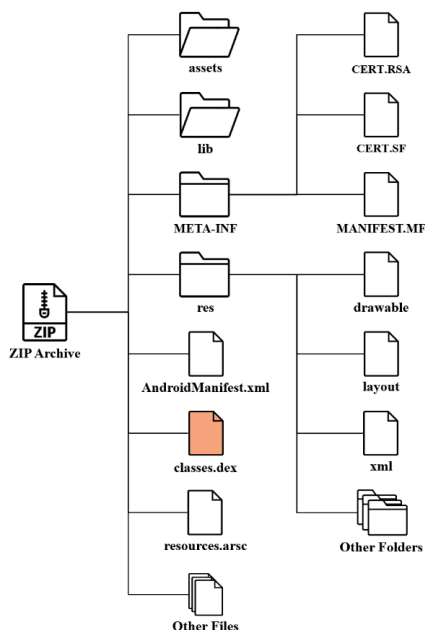 assets
CERT.RSA
lib
CERT.SF
META-INF
MANIFEST.MF
res
drawable
ZIP
ZIP Archive
AndroidManifest.xml
layout
classes.dex
xml
resources.arsc
Other Folders
Other Files